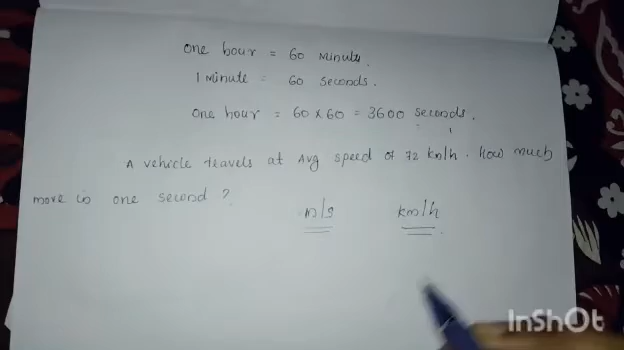 One hour = 60 Minute.
1 Minute = 60 Seconds.
One hour = 60 x 60 = 3600 Seconds.
A vehicle travels at Avg speed of 72 km/h. How much
move in one second?
m/s km/h
InShOt